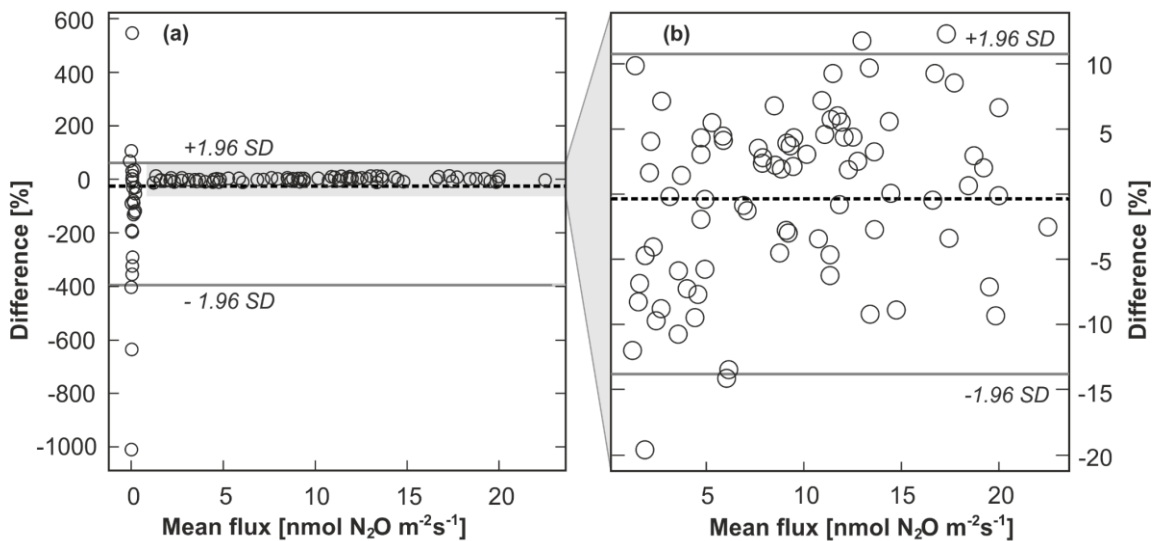 (a)
600
400
200
0
-200
-400
-600
-800
-1000
Difference [%]
+1.96 SD
- 1.96 SD
0
5
10
15
20
Mean flux [nmol N₂O m⁻²s⁻¹]
(b)
+1.96 SD
-1.96 SD
10
5
0
-5
-10
-15
-20
Difference [%]
5
10
15
20
Mean flux [nmol N₂O m⁻²s⁻¹]